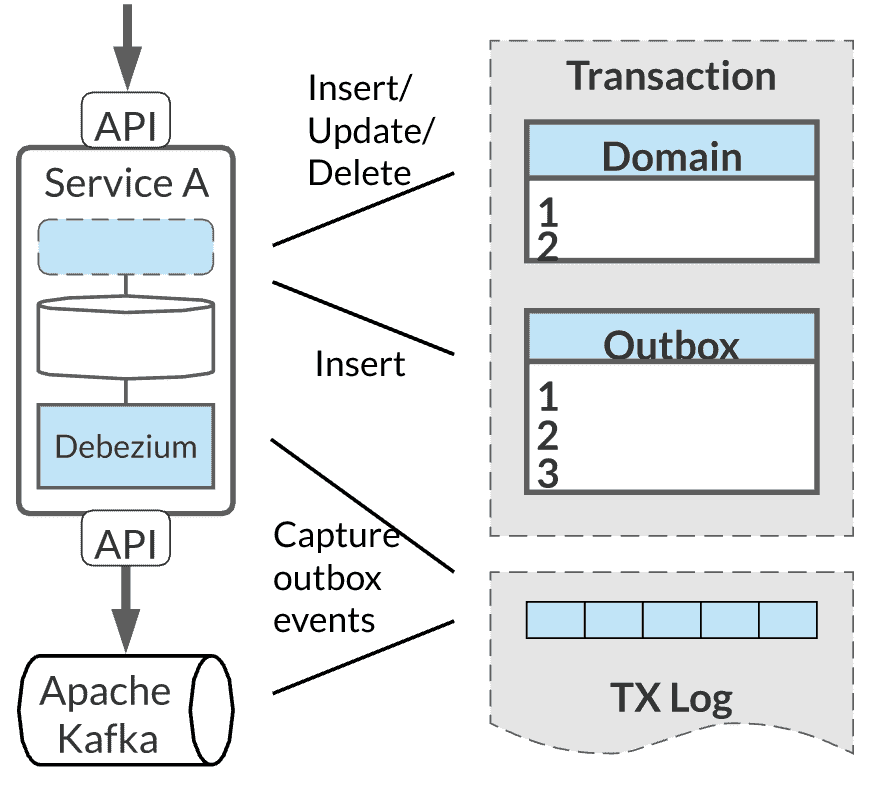 API
Service A
Debezium
API
Apache
Kafka
Insert/
Update/
Delete
Insert
Capture
outbox
events
Transaction
Domain
1
2
Outbox
1
2
3
TX Log